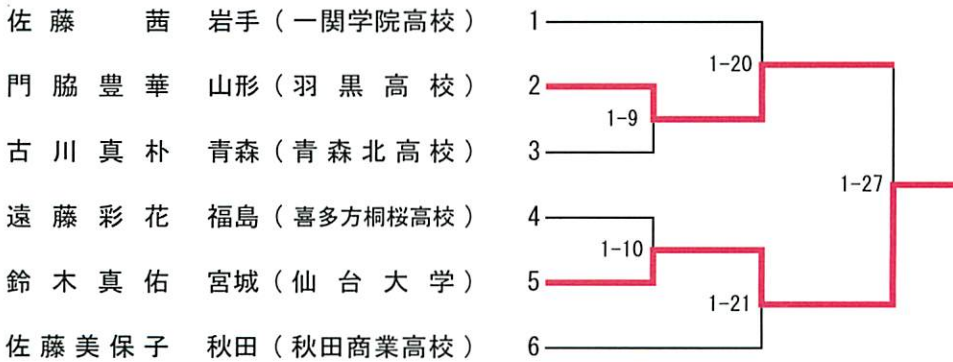 佐藤 茜 岩手(一関学院高校) 1
1-20
門脇豊華 山形(羽黒高校) 2
1-9
古川真朴 青森(青森北高校) 3
1-27
遠藤彩花 福島(喜多方桐桜高校) 4
1-10
鈴木真佑 宮城(仙台大学) 5
1-21
佐藤美保子 秋田(秋田商業高校) 6